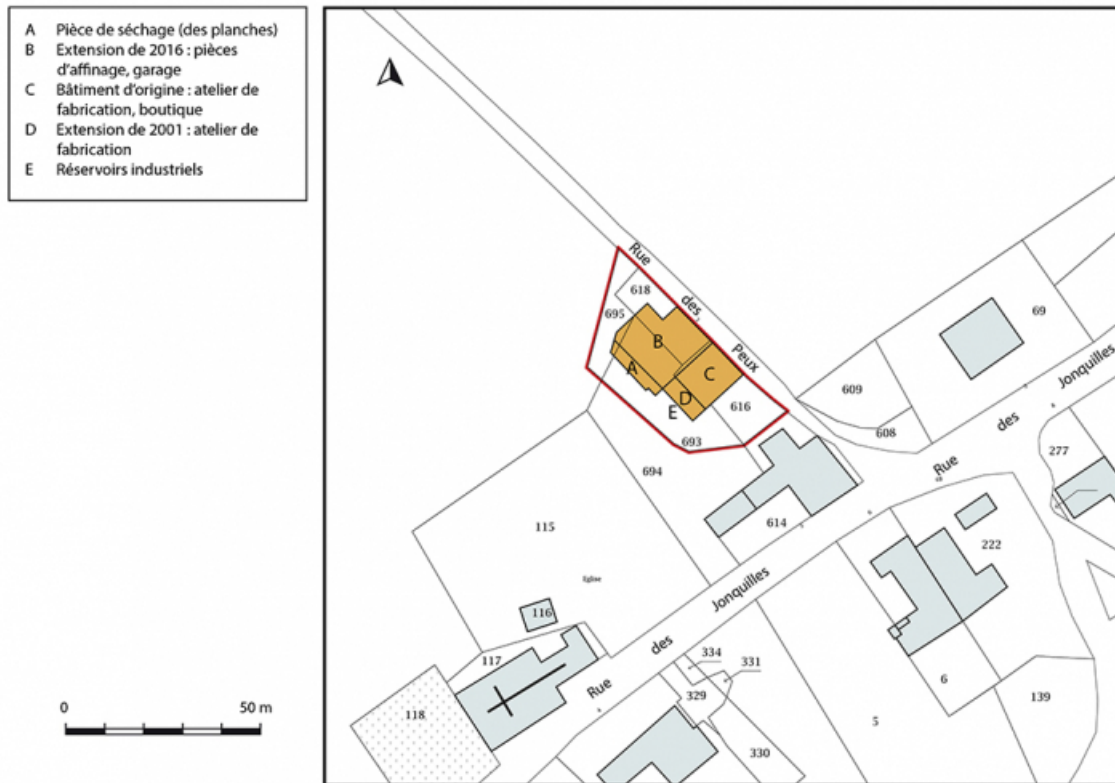 A Pièce de séchage (des planches)
B Extension de 2016 : pièces
d'affinage, garage
C Bâtiment d'origine : atelier de
fabrication, boutique
D Extension de 2001 : atelier de
fabrication
E Réservoirs industriels
0 50 m
Rue des Peux
618
695
B
A
C
D
E
616
693
694
69
609
608
Rue des Jonquilles
277
115
614
Eglise
222
116
117
118
Rue des Jonquilles
334
331
329
330
6
5
139